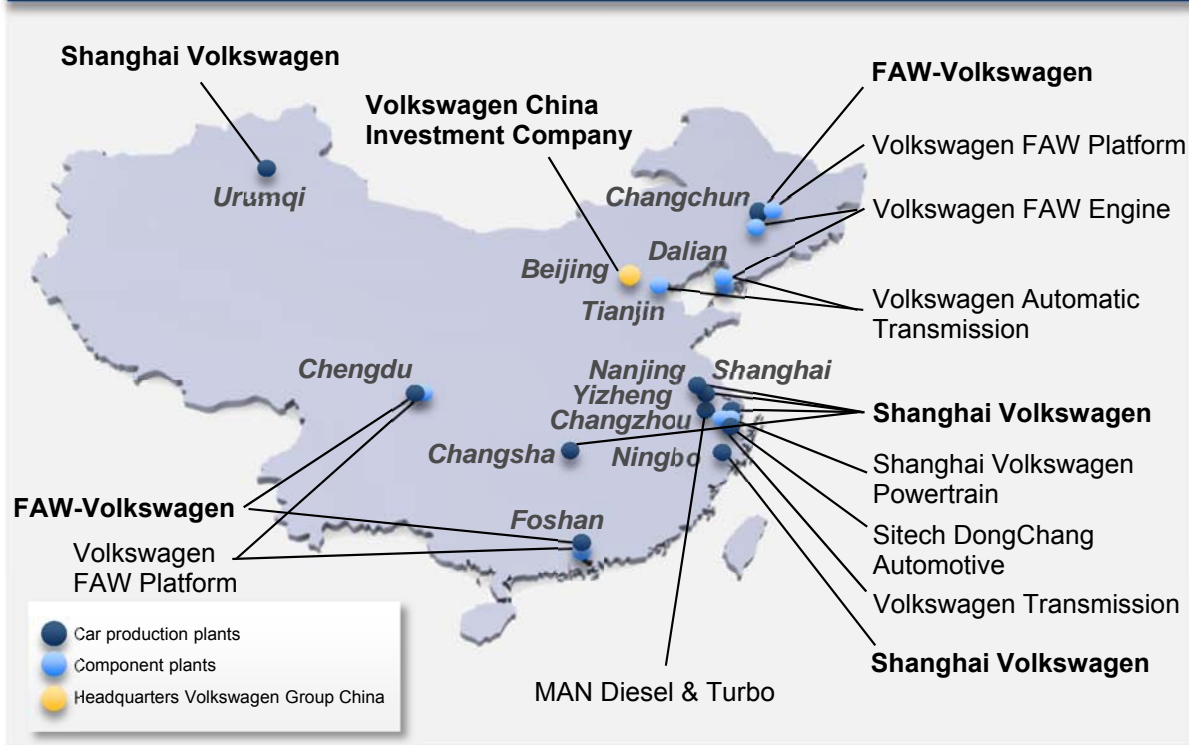 Shanghai Volkswagen
FAW-Volkswagen
Volkswagen China
Investment Company
Volkswagen FAW Platform
Urumqi
Changchun
Volkswagen FAW Engine
Dalian
Beijing
Tianjin
Volkswagen Automatic
Transmission
Chengdu
Nanjing
Shanghai
Yizheng
Changzhou
Shanghai Volkswagen
Changsha
Ningbo
Shanghai Volkswagen
Powertrain
FAW-Volkswagen
Foshan
Sitech DongChang
Automotive
Volkswagen
FAW Platform
Volkswagen Transmission
Shanghai Volkswagen
MAN Diesel & Turbo
Car production plants
Component plants
Headquarters Volkswagen Group China